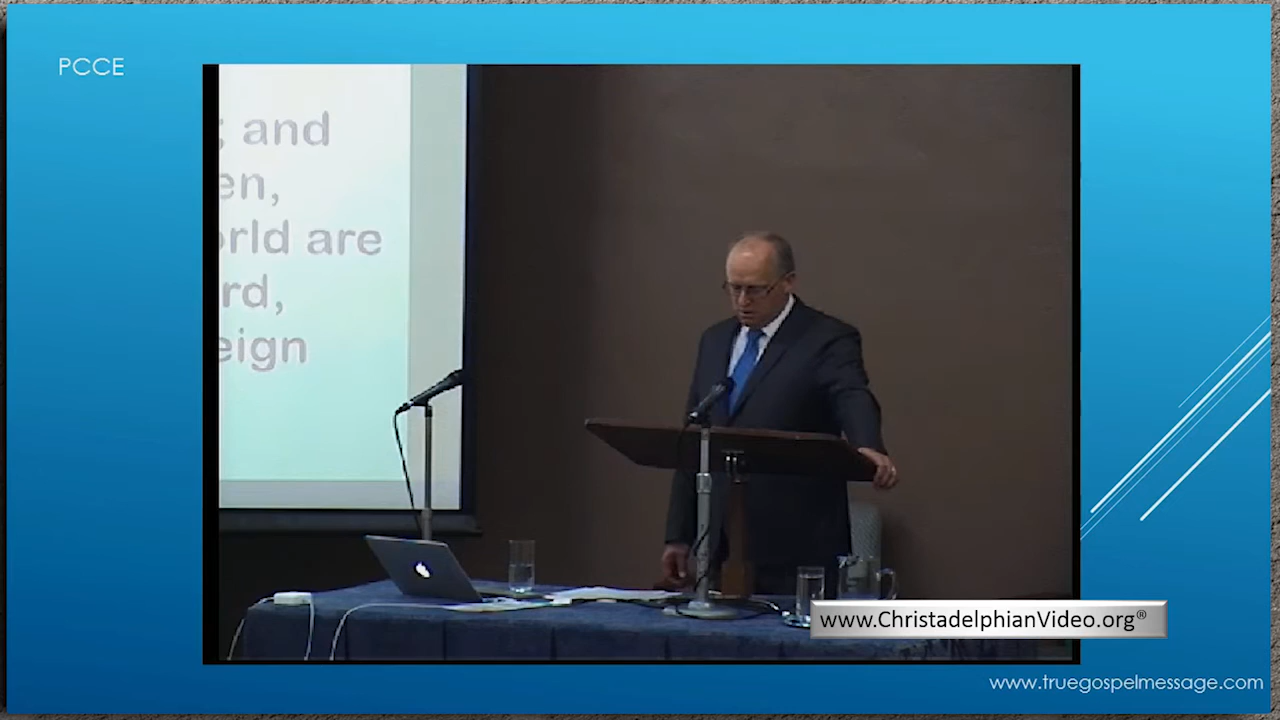 PCCE
; and
en,
orld are
rd,
eign
www.ChristadelphianVideo.org®
www.truegospelmessage.com